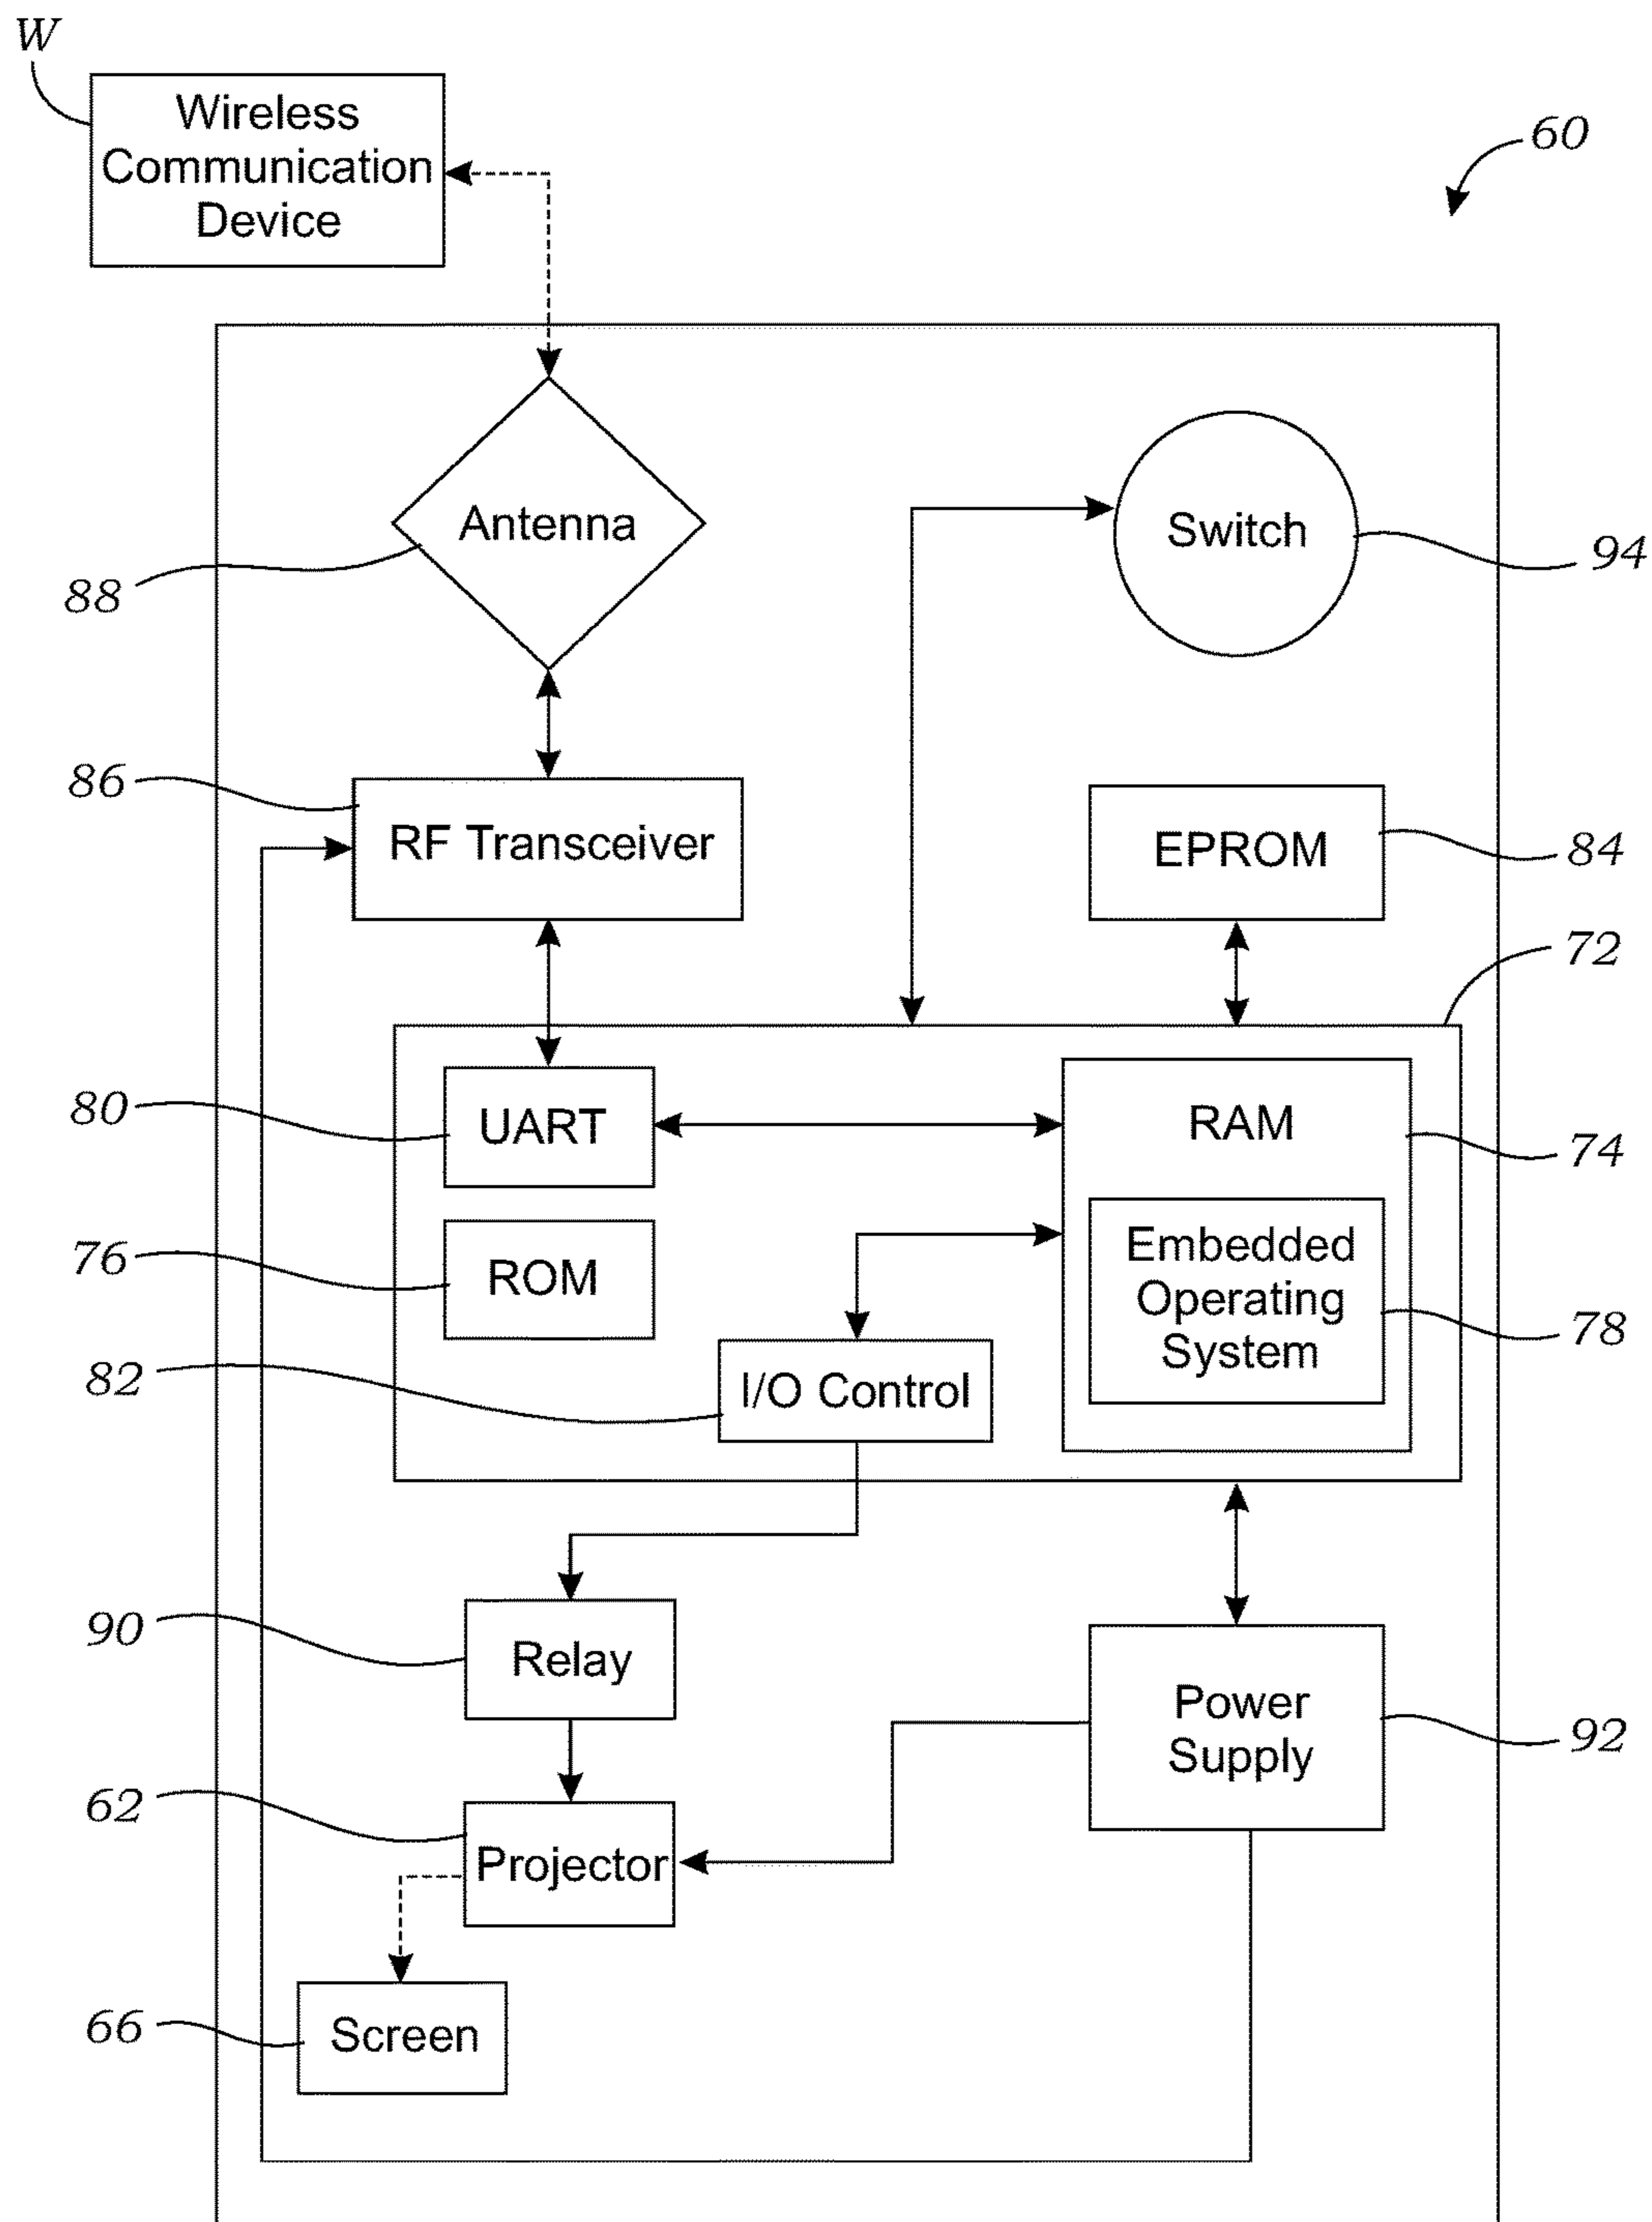 W
Wireless
Communication
Device
60
Antenna
88
Switch
94
86
RF Transceiver
EPROM
84
72
80
UART
RAM
74
76
ROM
Embedded
Operating
System
78
82
I/O Control
90
Relay
Power
Supply
92
62
Projector
66
Screen